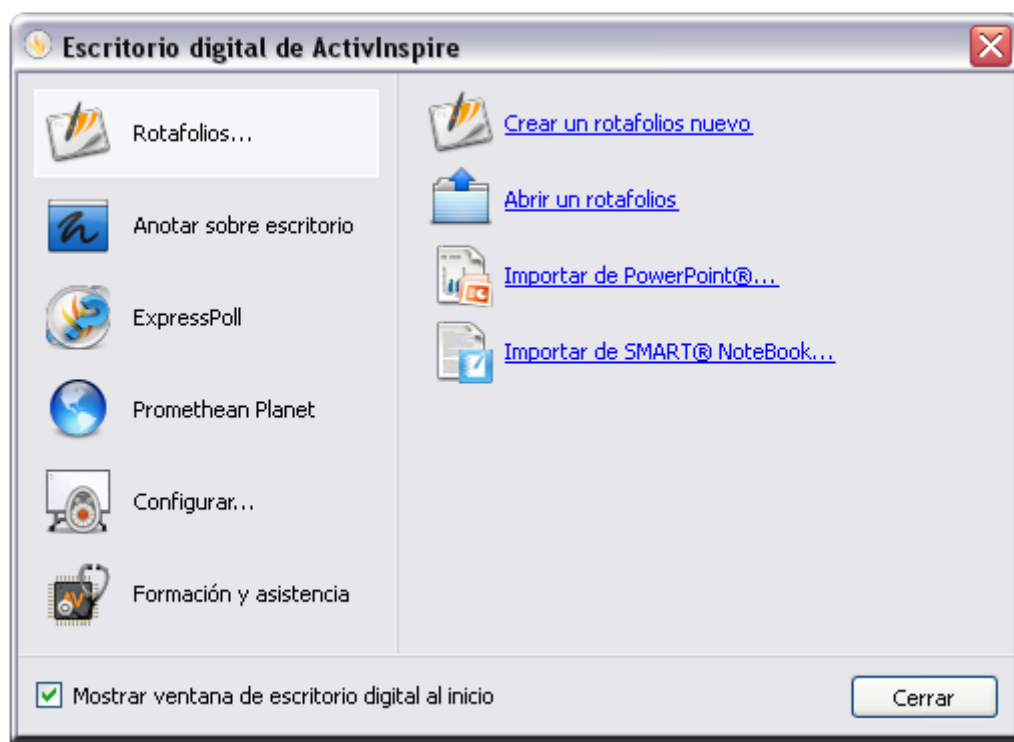 Escritorio digital de ActivInspire
Rotafolios...
Anotar sobre escritorio
ExpressPoll
Promethean Planet
Configurar...
Formación y asistencia
Crear un rotafolios nuevo
Abrir un rotafolios
Importar de PowerPoint®...
Importar de SMART® NoteBook...
Mostrar ventana de escritorio digital al inicio
Cerrar